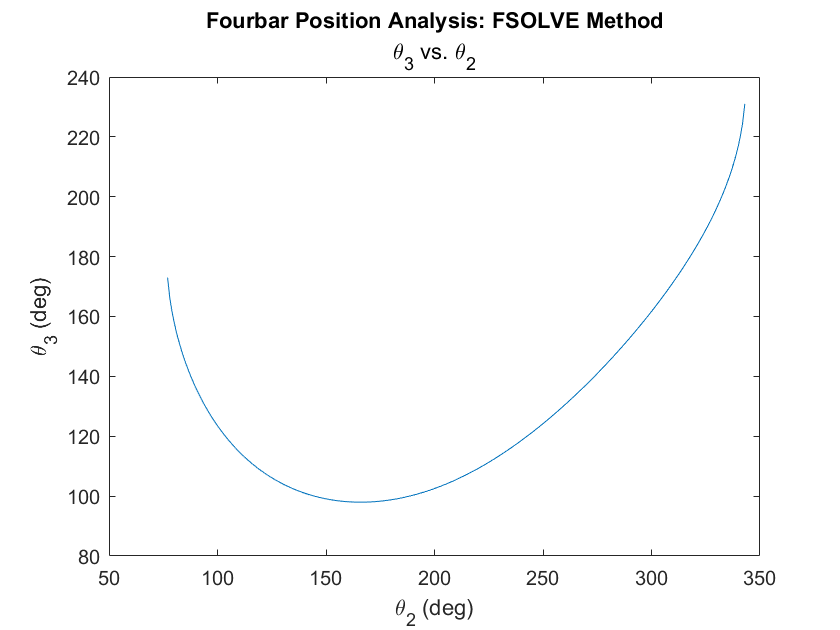 Fourbar Position Analysis: FSOLVE Method
θ₃ vs. θ₂
240
220
200
180
160
140
120
100
80
θ₃ (deg)
50 100 150 200 250 300 350
θ₂ (deg)